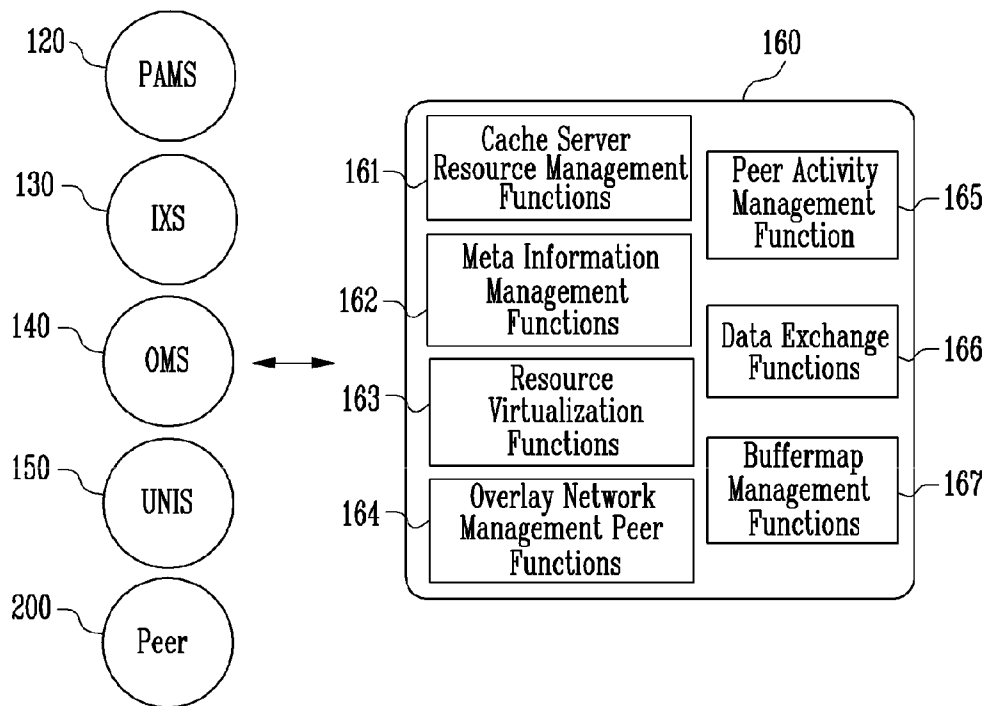 120
PAMS
130
IXS
140
OMS
150
UNIS
200
Peer
160
161
Cache Server
Resource Management
Functions
162
Meta Information
Management
Functions
163
Resource
Virtualization
Functions
164
Overlay Network
Management Peer
Functions
Peer Activity
Management
Function
165
Data Exchange
Functions
166
Buffermap
Management
Functions
167